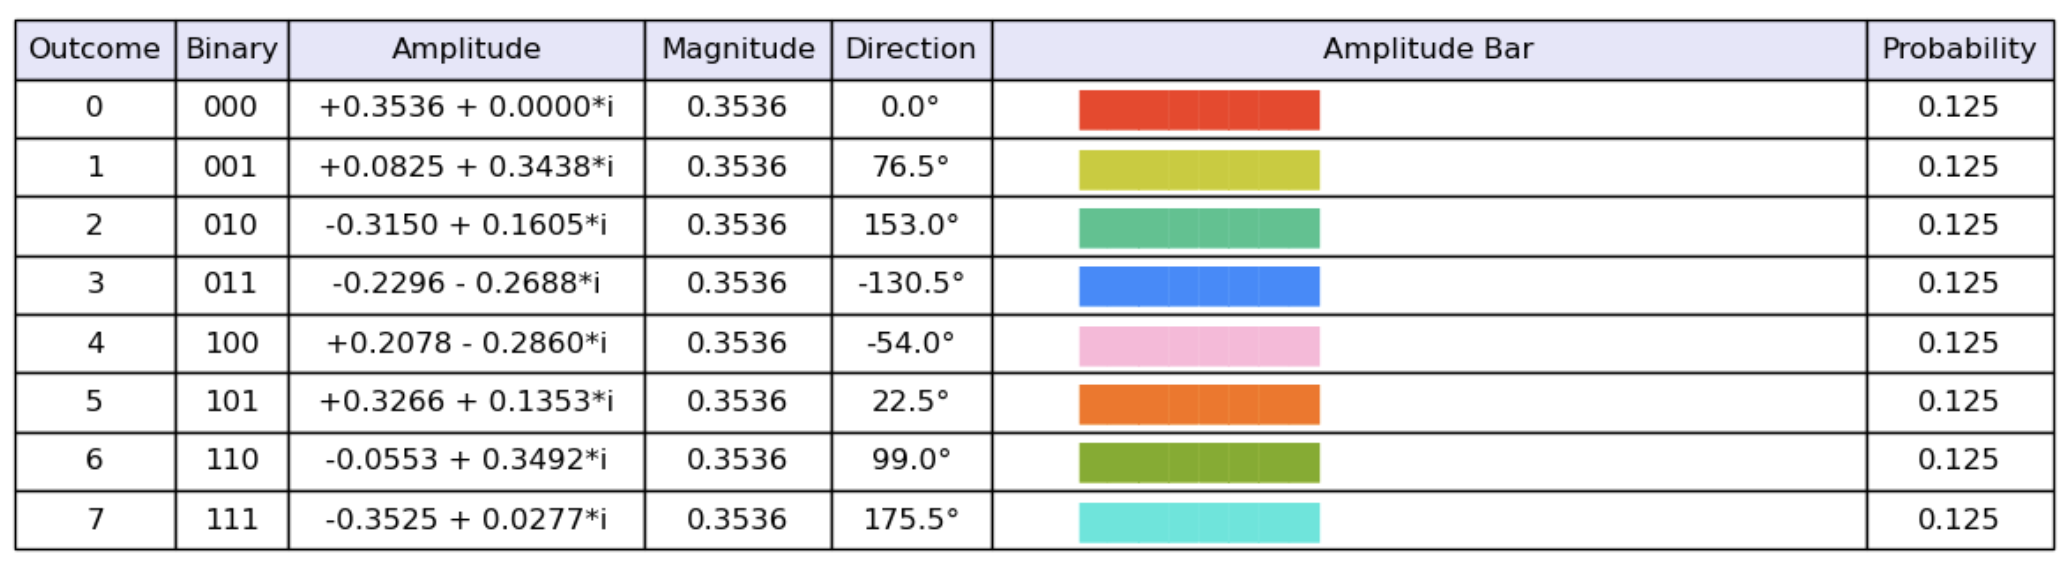 Outcome Binary Amplitude Magnitude Direction Amplitude Bar Probability
0 000 +0.3536 + 0.0000*i 0.3536 0.0° 0.125
1 001 +0.0825 + 0.3438*i 0.3536 76.5° 0.125
2 010 -0.3150 + 0.1605*i 0.3536 153.0° 0.125
3 011 -0.2296 - 0.2688*i 0.3536 -130.5° 0.125
4 100 +0.2078 - 0.2860*i 0.3536 -54.0° 0.125
5 101 +0.3266 + 0.1353*i 0.3536 22.5° 0.125
6 110 -0.0553 + 0.3492*i 0.3536 99.0° 0.125
7 111 -0.3525 + 0.0277*i 0.3536 175.5° 0.125